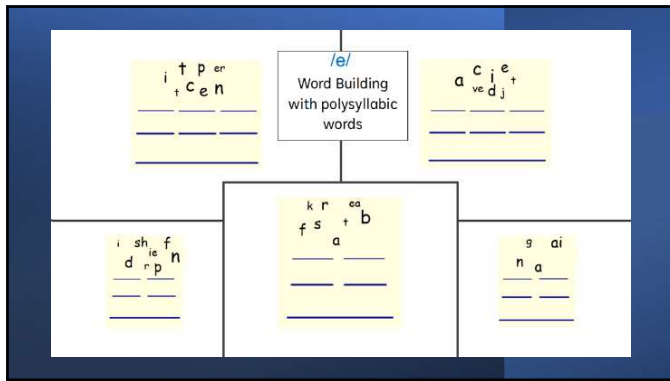 /e/
Word Building
with polysyllabic
words
i t p er
t c e n
a c i e t
ve d j
k r ea
f s t b
a
i sh f
ie
d r p n
g ai
n a